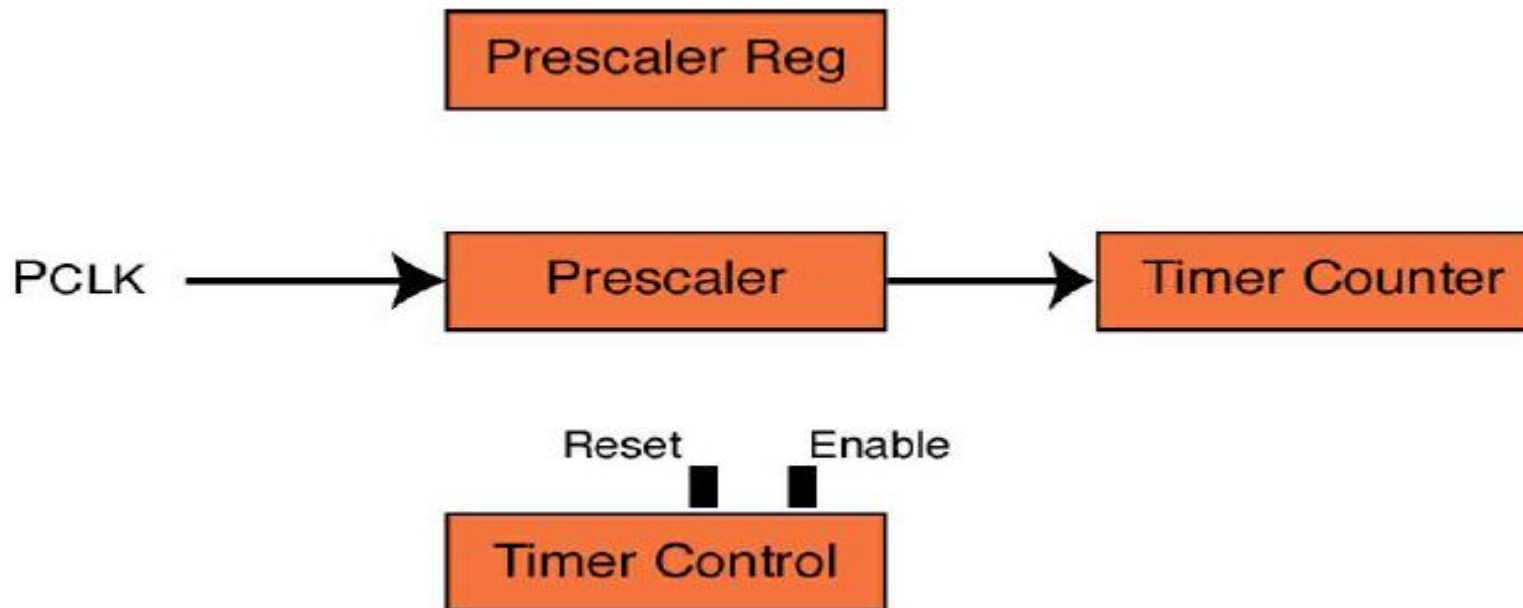 Prescaler Reg
PCLK
Prescaler
Timer Counter
Reset
Enable
Timer Control